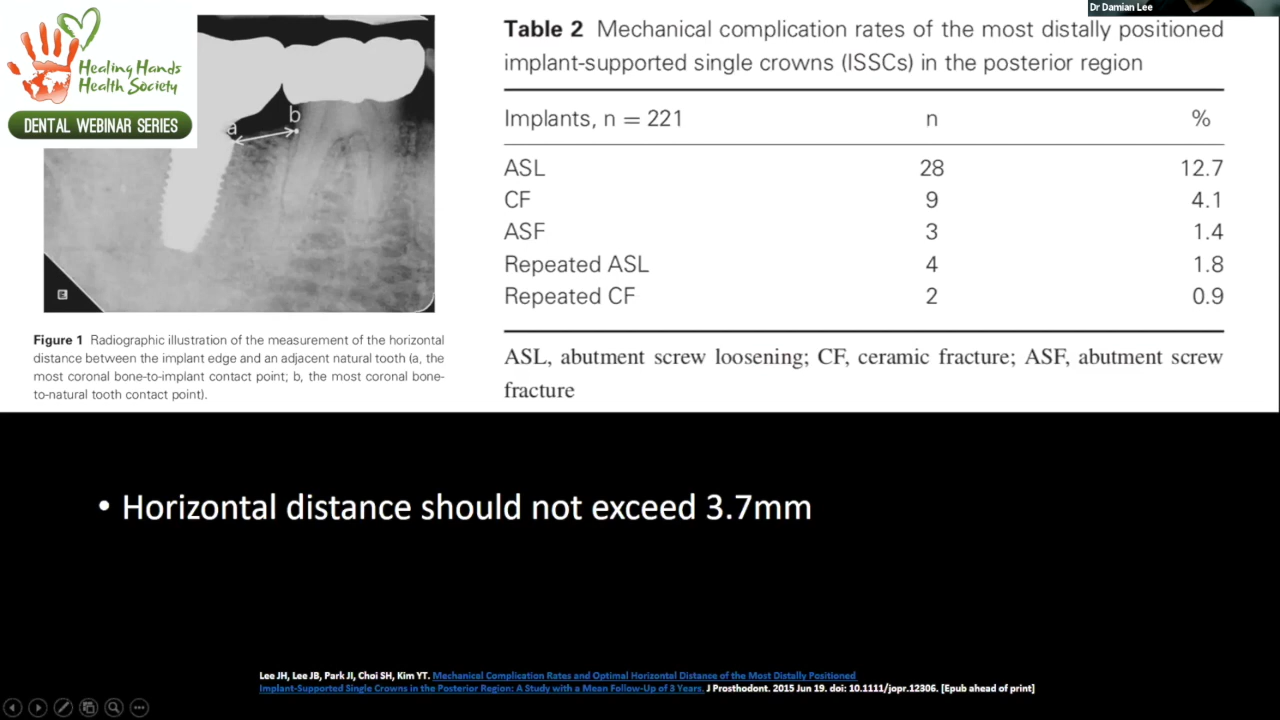 Dr Damian Lee
Healing Hands
Health Society
DENTAL WEBINAR SERIES
a
b
Figure 1 Radiographic illustration of the measurement of the horizontal
distance between the implant edge and an adjacent natural tooth (a, the
most coronal bone-to-implant contact point; b, the most coronal bone-
to-natural tooth contact point).
Table 2 Mechanical complication rates of the most distally positioned
implant-supported single crowns (ISSCs) in the posterior region
Implants, n = 221 n %
ASL 28 12.7
CF 9 4.1
ASF 3 1.4
Repeated ASL 4 1.8
Repeated CF 2 0.9
ASL, abutment screw loosening; CF, ceramic fracture; ASF, abutment screw
fracture
• Horizontal distance should not exceed 3.7mm
Lee JH, Lee JB, Park JI, Choi SH, Kim YT. Mechanical Complication Rates and Optimal Horizontal Distance of the Most Distally Positioned
Implant-Supported Single Crowns in the Posterior Region: A Study with a Mean Follow-Up of 3 Years. J Prosthodont. 2015 Jun 19. doi: 10.1111/jopr.12306. [Epub ahead of print]